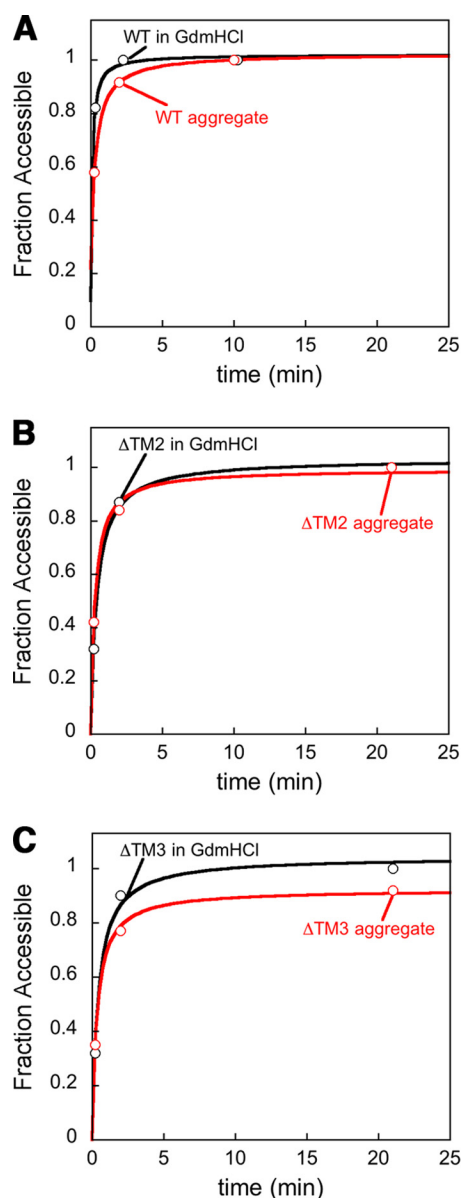 A
WT in GdmHCl
WT aggregate
Fraction Accessible
1
0.8
0.6
0.4
0.2
0
0 5 10 15 20 25
time (min)
B
ΔTM2 in GdmHCl
ΔTM2 aggregate
Fraction Accessible
1
0.8
0.6
0.4
0.2
0
0 5 10 15 20 25
time (min)
C
ΔTM3 in GdmHCl
ΔTM3 aggregate
Fraction Accessible
1
0.8
0.6
0.4
0.2
0
0 5 10 15 20 25
time (min)